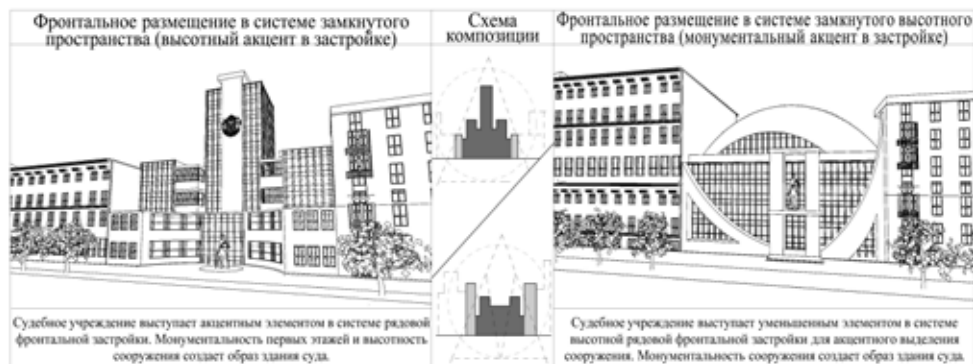 Фронтальное размещение в системе замкнутого
пространства (высотный акцент в застройке)
Схема
композиции
Фронтальное размещение в системе замкнутого высотного
пространства (монументальный акцент в застройке)
Судебное учреждение выступает акцентным элементом в системе рядовой
фронтальной застройки. Монументальность первых этажей и высотность
сооружения создает образ здания суда.
Судебное учреждение выступает уменьшенным элементом в системе
высотной рядовой фронтальной застройки для акцентного выделения
сооружения. Монументальность сооружения создает образ здания суда.